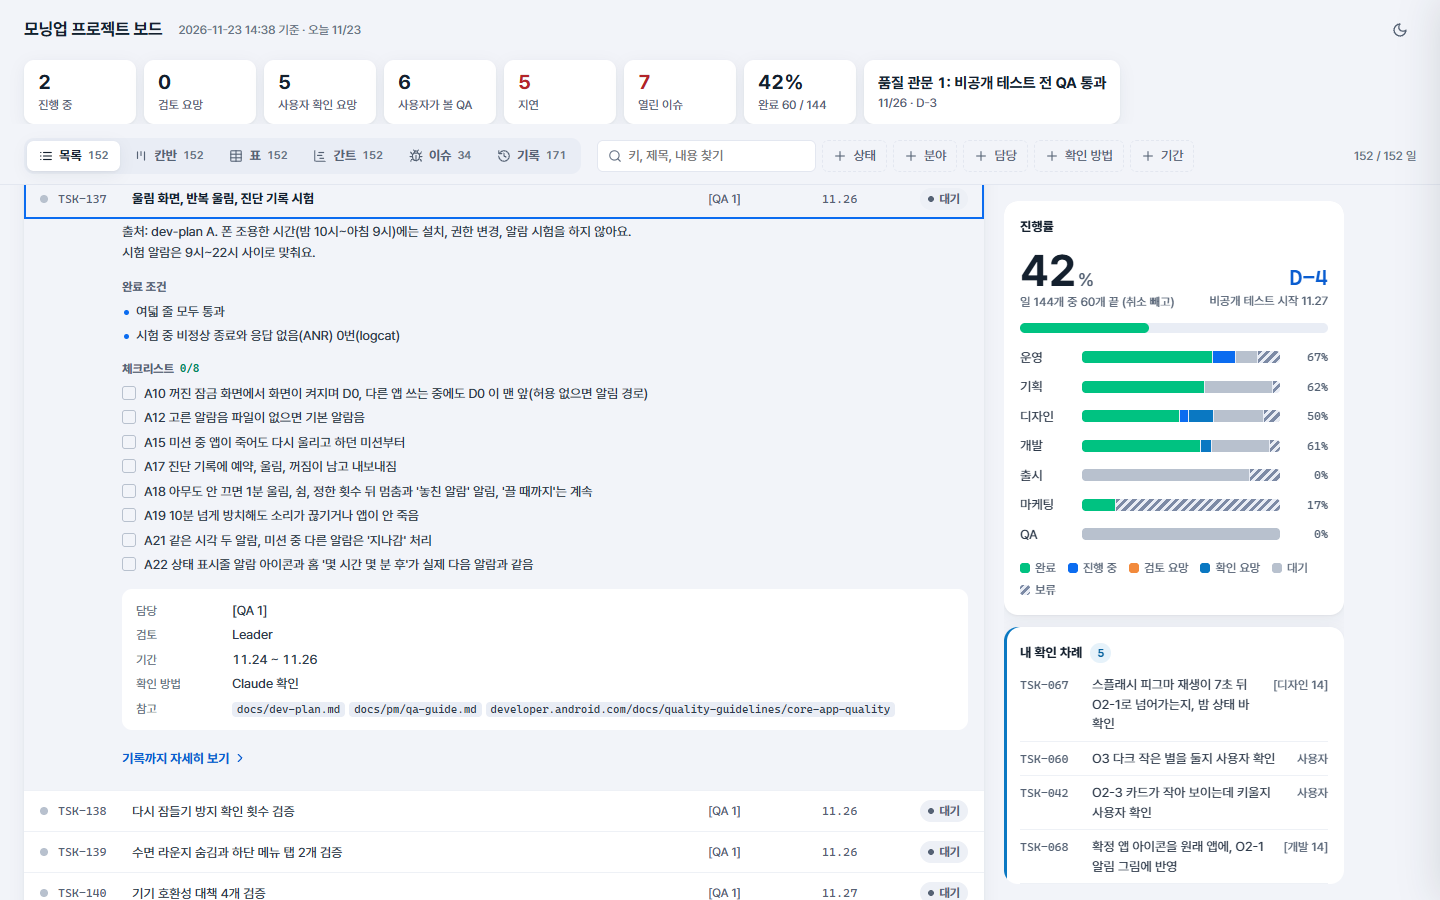 모닝업 프로젝트 보드 2026-11-23 14:38 기준 · 오늘 11/23
2 진행 중
0 검토 요망
5 사용자 확인 요망
6 사용자가 볼 QA
5 지연
7 열린 이슈
42% 완료 60 / 144
품질 관문 1: 비공개 테스트 전 QA 통과
11/26 · D-3
목록 152 칸반 152 표 152 간트 152 이슈 34 기록 171
키, 제목, 내용 찾기
+ 상태 + 분야 + 담당 + 확인 방법 + 기간
152 / 152 일
TSK-137 울림 화면, 반복 울림, 진단 기록 시험 [QA 1] 11.26 대기
출처: dev-plan A. 폰 조용한 시간(밤 10시~아침 9시)에는 설치, 권한 변경, 알람 시험을 하지 않아요.
시험 알람은 9시~22시 사이로 맞춰요.
완료 조건
여덟 줄 모두 통과
시험 중 비정상 종료와 응답 없음(ANR) 0번(logcat)
체크리스트 0/8
A10 꺼진 잠금 화면에서 화면이 켜지며 D0, 다른 앱 쓰는 중에도 D0 이 맨 앞(허용 없으면 알림 경로)
A12 고른 알람음 파일이 없으면 기본 알람음
A15 미션 중 앱이 죽어도 다시 울리고 하던 미션부터
A17 진단 기록에 예약, 울림, 꺼짐이 남고 내보내짐
A18 아무도 안 끄면 1분 울림, 쉼, 정한 횟수 뒤 멈춤과 '놓친 알람' 알림, '끌 때까지'는 계속
A19 10분 넘게 방치해도 소리가 끊기거나 앱이 안 죽음
A21 같은 시각 두 알람, 미션 중 다른 알람은 '지나감' 처리
A22 상태 표시줄 알람 아이콘과 홈 '몇 시간 몇 분 후'가 실제 다음 알람과 같음
담당 [QA 1]
검토 Leader
기간 11.24 ~ 11.26
확인 방법 Claude 확인
참고 docs/dev-plan.md docs/pm/qa-guide.md developer.android.com/docs/quality-guidelines/core-app-quality
기록까지 자세히 보기
TSK-138 다시 잠들기 방지 확인 횟수 검증 [QA 1] 11.26 대기
TSK-139 수면 라운지 숨김과 하단 메뉴 탭 2개 검증 [QA 1] 11.26 대기
TSK-140 기기 호환성 대책 4개 검증 [QA 1] 11.27 대기
진행률
42% D-4
일 144개 중 60개 끝 (취소 빼고) 비공개 테스트 시작 11.27
운영 67%
기획 62%
디자인 50%
개발 61%
출시 0%
마케팅 17%
QA 0%
완료 진행 중 검토 요망 확인 요망 대기
보류
내 확인 차례 5
TSK-067 스플래시 피그마 재생이 7초 뒤 [디자인 14]
O2-1로 넘어가는지, 밤 상태 바
확인
TSK-060 O3 다크 작은 별을 둘지 사용자 확인 사용자
TSK-042 O2-3 카드가 작아 보이는데 키울지 사용자
사용자 확인
TSK-068 확정 앱 아이콘을 원래 앱에, O2-1 [개발 14]
알림 그림에 반영